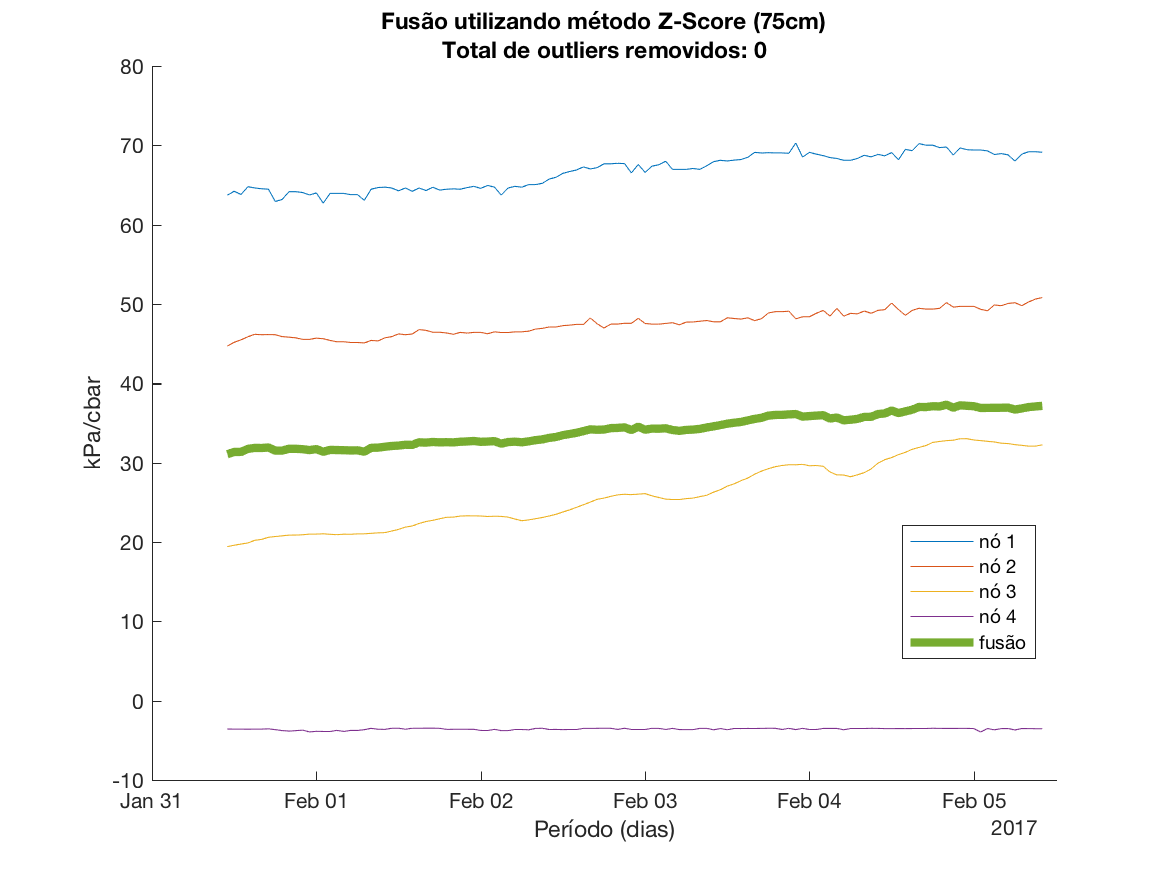 Fusão utilizando método Z-Score (75cm)
Total de outliers removidos: 0
80
70
60
50
40
30
20
10
0
-10
kPa/cbar
nó 1
nó 2
nó 3
nó 4
fusão
Jan 31
Feb 01
Feb 02
Feb 03
Feb 04
Feb 05
Período (dias)
2017